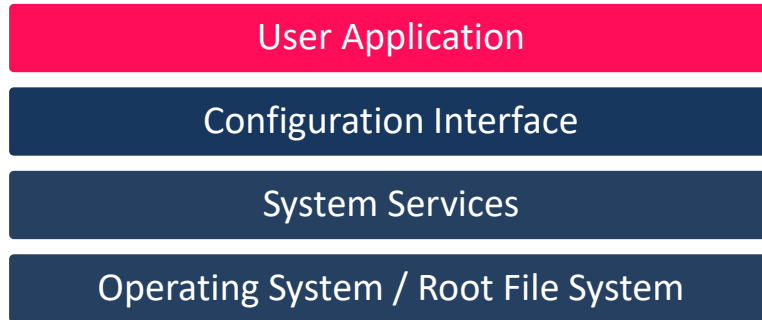 User Application
Configuration Interface
System Services
Operating System / Root File System